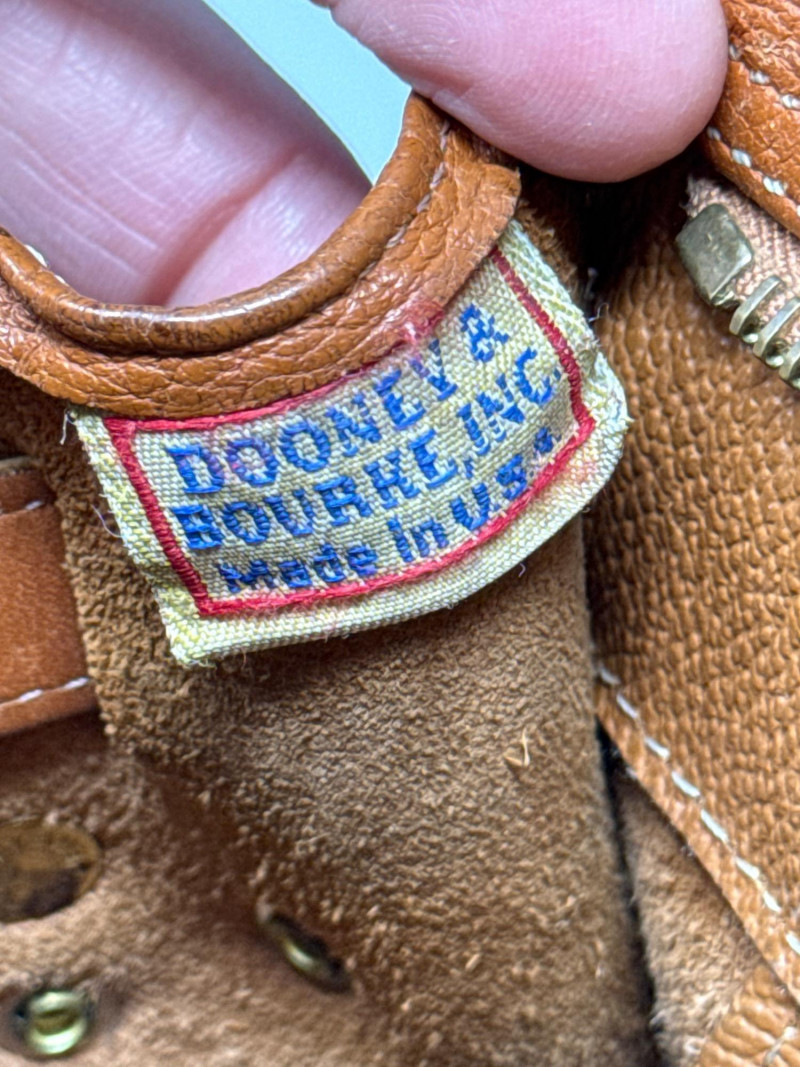 DOONEY &
BOURKE, INC.
Made in U.S.A.